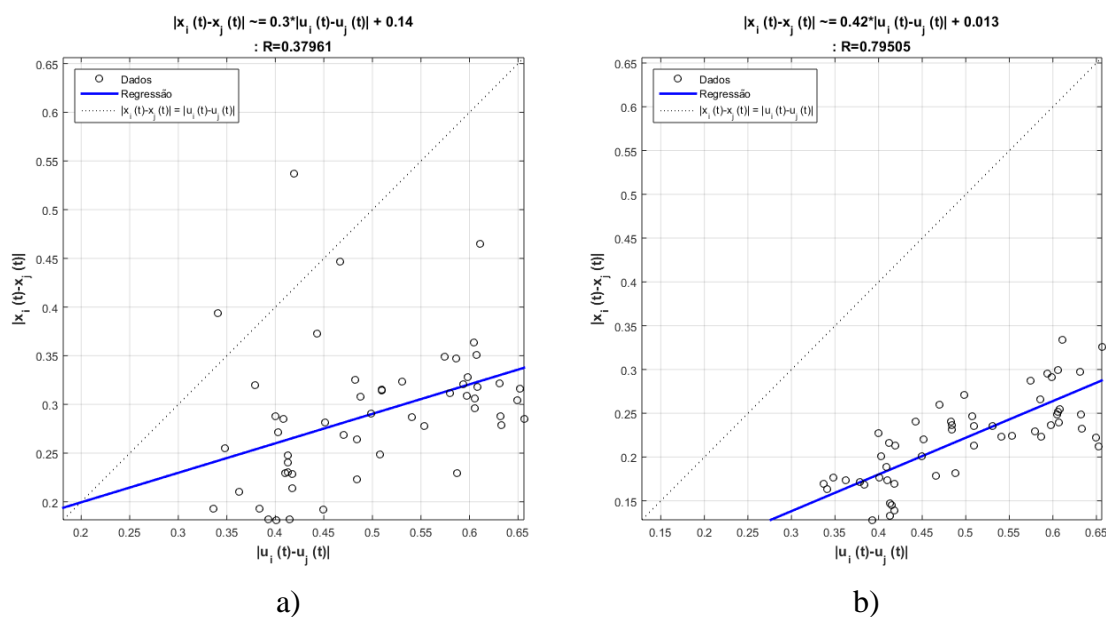 |x_i (t)-x_j (t)| ~= 0.3*|u_i (t)-u_j (t)| + 0.14
: R=0.37961
Dados
Regressão
|x_i (t)-x_j (t)| = |u_i (t)-u_j (t)|
0.65
0.6
0.55
0.5
0.45
0.4
0.35
0.3
0.25
0.2
|x_i (t)-x_j (t)|
0.2 0.25 0.3 0.35 0.4 0.45 0.5 0.55 0.6 0.65
|u_i (t)-u_j (t)|
a)
|x_i (t)-x_j (t)| ~= 0.42*|u_i (t)-u_j (t)| + 0.013
: R=0.79505
Dados
Regressão
|x_i (t)-x_j (t)| = |u_i (t)-u_j (t)|
0.65
0.6
0.55
0.5
0.45
0.4
0.35
0.3
0.25
0.2
0.15
|x_i (t)-x_j (t)|
0.15 0.2 0.25 0.3 0.35 0.4 0.45 0.5 0.55 0.6 0.65
|u_i (t)-u_j (t)|
b)